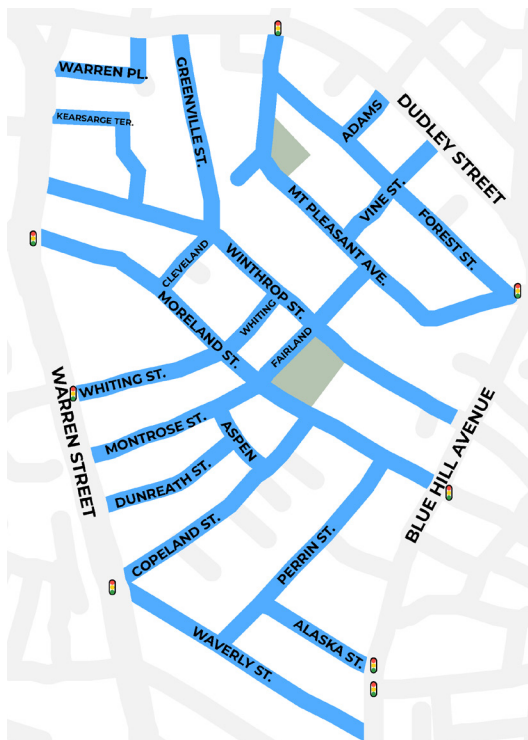 WARREN PL.
GREENVILLE ST.
KEARSARGE TER.
ADAMS
DUDLEY STREET
VINE ST.
MT PLEASANT AVE.
FOREST ST.
CLEVELAND
WINTHROP ST.
MORELAND ST.
WHITING
FAIRLAND
WHITING ST.
WARREN STREET
MONTROSE ST.
ASPEN
DUNREATH ST.
BLUE HILL AVENUE
COPELAND ST.
PERRIN ST.
ALASKA ST.
WAVERLY ST.